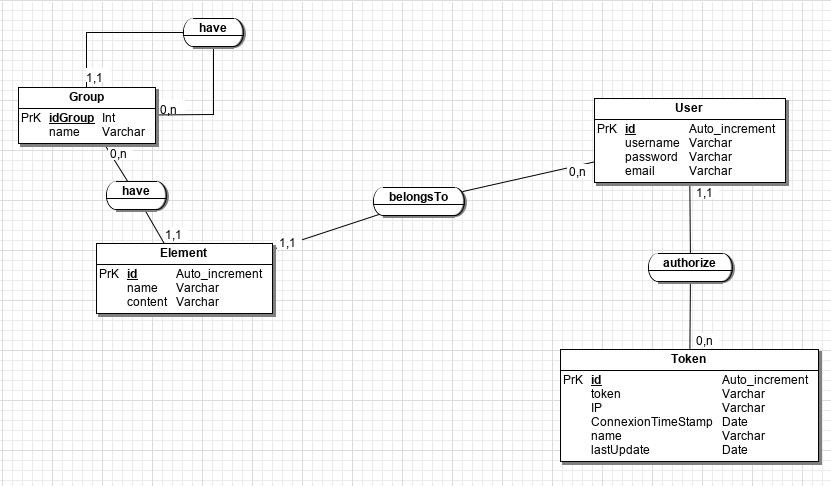 have
1,1
0,n
Group
PrK idGroup Int
name Varchar
0,n
have
1,1
Element
PrK id Auto_increment
name Varchar
content Varchar
1,1
belongsTo
0,n
User
PrK id Auto_increment
username Varchar
password Varchar
email Varchar
1,1
authorize
0,n
Token
PrK id Auto_increment
token Varchar
IP Varchar
ConnexionTimeStamp Date
name Varchar
lastUpdate Date